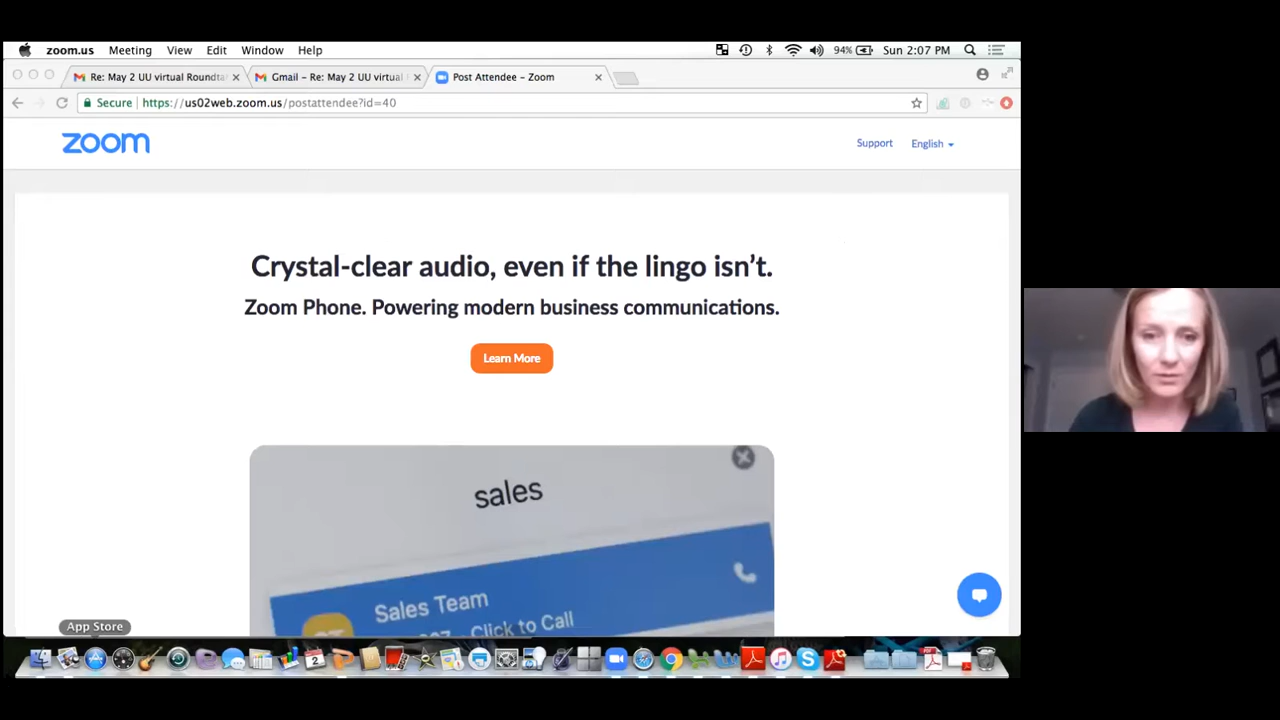 zoom.us Meeting View Edit Window Help 94% Sun 2:07 PM
Re: May 2 UU virtual Roundta Gmail - Re: May 2 UU virtual Post Attendee - Zoom
Secure https://us02web.zoom.us/postattendee?id=40
zoom Support English
Crystal-clear audio, even if the lingo isn't.
Zoom Phone. Powering modern business communications.
Learn More
sales
Sales Team
Click to Call
App Store
2